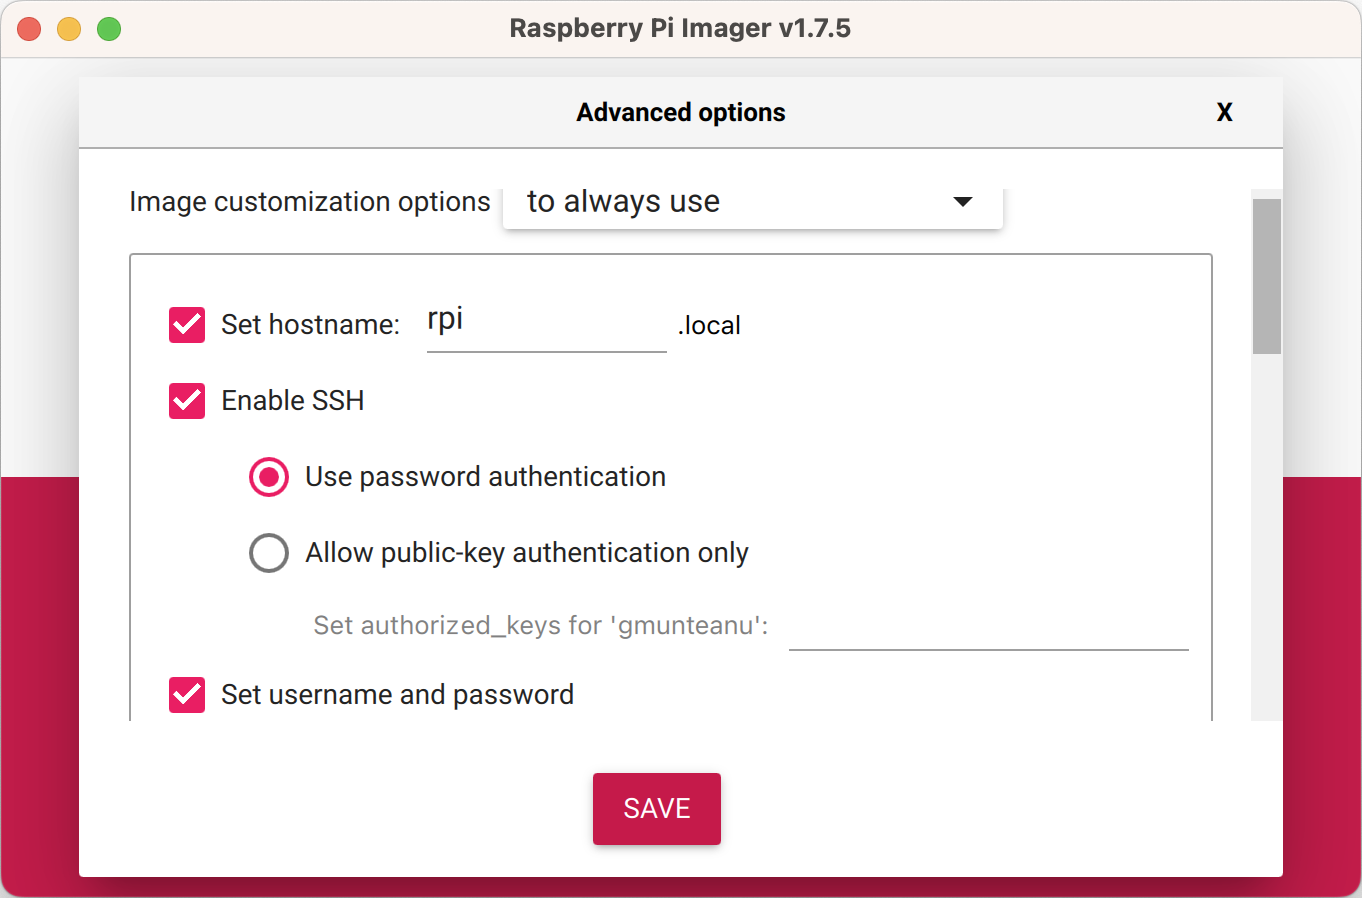 Raspberry Pi Imager v1.7.5
Advanced options
X
Image customization options to always use
Set hostname: rpi .local
Enable SSH
Use password authentication
Allow public-key authentication only
Set authorized_keys for 'gmunteanu':
Set username and password
SAVE